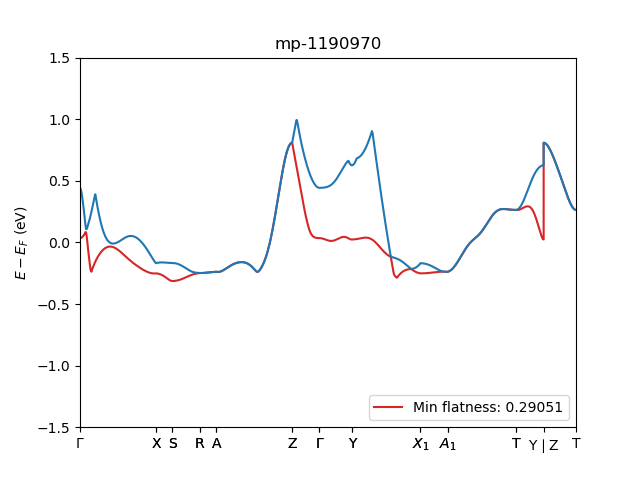 mp-1190970
E − E_F (eV)
1.5
1.0
0.5
0.0
−0.5
−1.0
−1.5
Min flatness: 0.29051
Γ X S R A Z Γ Y X₁ A₁ T Y | Z T